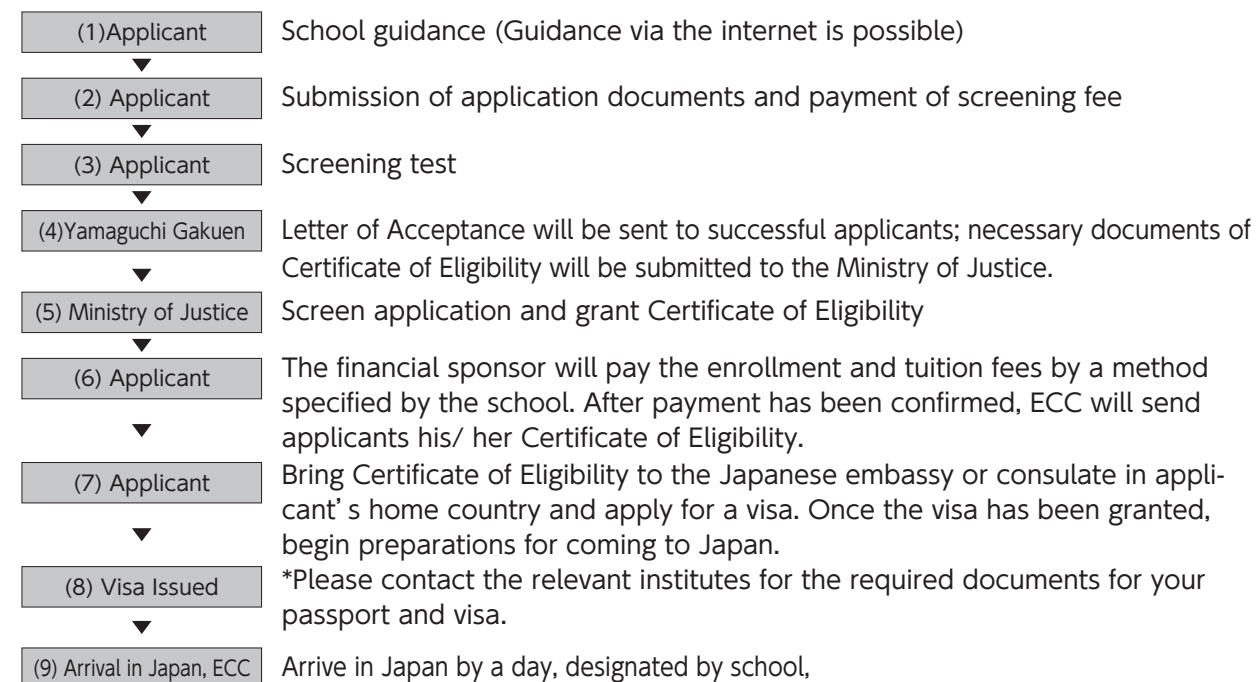 (1)Applicant School guidance (Guidance via the internet is possible)
(2) Applicant Submission of application documents and payment of screening fee
(3) Applicant Screening test
(4)Yamaguchi Gakuen Letter of Acceptance will be sent to successful applicants; necessary documents of
Certificate of Eligibility will be submitted to the Ministry of Justice.
(5) Ministry of Justice Screen application and grant Certificate of Eligibility
(6) Applicant The financial sponsor will pay the enrollment and tuition fees by a method
specified by the school. After payment has been confirmed, ECC will send
applicants his/ her Certificate of Eligibility.
(7) Applicant Bring Certificate of Eligibility to the Japanese embassy or consulate in appli-
cant’s home country and apply for a visa. Once the visa has been granted,
begin preparations for coming to Japan.
(8) Visa Issued *Please contact the relevant institutes for the required documents for your
passport and visa.
(9) Arrival in Japan, ECC Arrive in Japan by a day, designated by school,